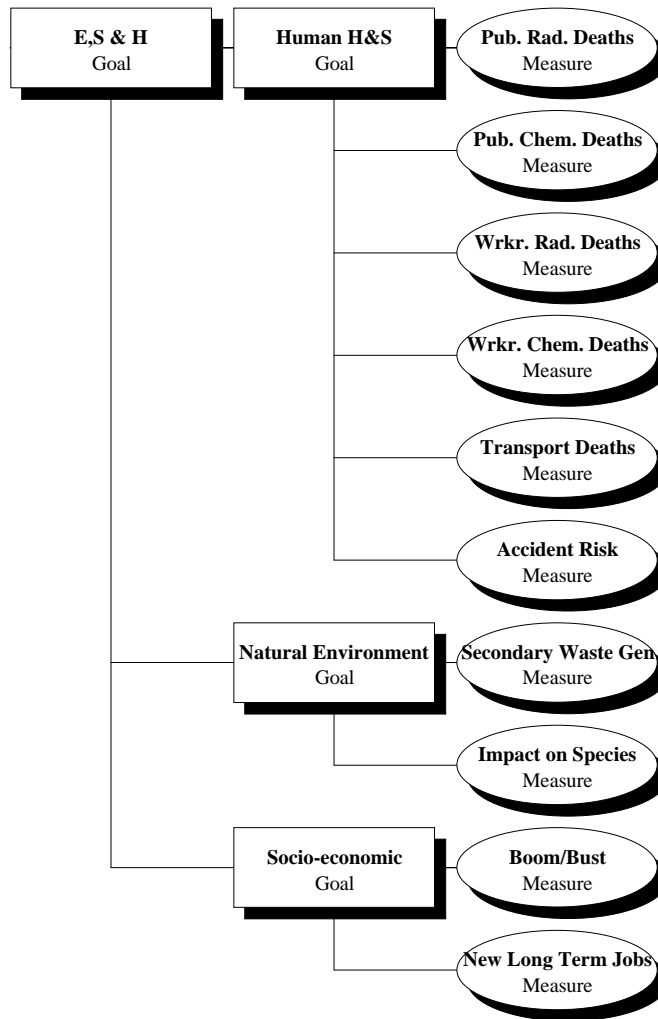 E,S & H
Goal
Human H&S
Goal
Pub. Rad. Deaths
Measure
Pub. Chem. Deaths
Measure
Wrkr. Rad. Deaths
Measure
Wrkr. Chem. Deaths
Measure
Transport Deaths
Measure
Accident Risk
Measure
Natural Environment
Goal
Secondary Waste Gen
Measure
Impact on Species
Measure
Socio-economic
Goal
Boom/Bust
Measure
New Long Term Jobs
Measure